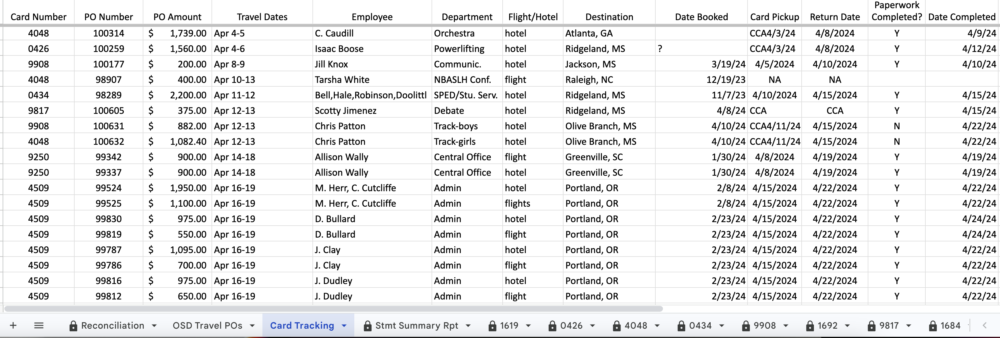 Card Number PO Number PO Amount Travel Dates Employee Department Flight/Hotel Destination Date Booked Card Pickup Return Date Paperwork Completed? Date Completed
4048 100314 $ 1,739.00 Apr 4-5 C. Caudill Orchestra hotel Atlanta, GA CCA4/3/24 4/8/2024 Y 4/9/24
0426 100259 $ 1,560.00 Apr 4-6 Isaac Boose Powerlifting hotel Ridgeland, MS ? CCA4/3/24 4/8/2024 Y 4/12/24
9908 100177 $ 200.00 Apr 8-9 Jill Knox Communic. hotel Jackson, MS 3/19/24 4/5/2024 4/10/2024 Y 4/10/24
4048 98907 $ 400.00 Apr 10-13 Tarsha White NBASLH Conf. flight Raleigh, NC 12/19/23 NA NA
0434 98289 $ 2,200.00 Apr 11-12 Bell,Hale,Robinson,Doolittl SPED/Stu. Serv. hotel Ridgeland, MS 11/7/23 4/10/2024 4/15/2024 Y 4/15/24
9817 100605 $ 375.00 Apr 12-13 Scotty Jimenez Debate hotel Ridgeland, MS 4/8/24 CCA CCA Y 4/15/24
9908 100631 $ 882.00 Apr 12-13 Chris Patton Track-boys hotel Olive Branch, MS 4/10/24 CCA4/11/24 4/15/2024 N 4/22/24
4048 100632 $ 1,082.40 Apr 12-13 Chris Patton Track-girls hotel Olive Branch, MS 4/10/24 CCA4/11/24 4/15/2024 N 4/22/24
9250 99342 $ 900.00 Apr 14-18 Allison Wally Central Office flight Greenville, SC 1/30/24 4/8/2024 4/19/2024 Y 4/19/24
9250 99337 $ 900.00 Apr 14-18 Allison Wally Central Office hotel Greenville, SC 1/30/24 4/8/2024 4/19/2024 Y 4/19/24
4509 99524 $ 1,950.00 Apr 16-19 M. Herr, C. Cutcliffe Admin hotel Portland, OR 2/8/24 4/15/2024 4/22/2024 Y 4/22/24
4509 99525 $ 1,100.00 Apr 16-19 M. Herr, C. Cutcliffe Admin flights Portland, OR 2/8/24 4/15/2024 4/22/2024 Y 4/22/24
4509 99830 $ 975.00 Apr 16-19 D. Bullard Admin hotel Portland, OR 2/23/24 4/15/2024 4/22/2024 Y 4/24/24
4509 99819 $ 550.00 Apr 16-19 D. Bullard Admin flight Portland, OR 2/23/24 4/15/2024 4/22/2024 Y 4/24/24
4509 99787 $ 1,095.00 Apr 16-19 J. Clay Admin hotel Portland, OR 2/23/24 4/15/2024 4/22/2024 Y 4/22/24
4509 99786 $ 700.00 Apr 16-19 J. Clay Admin flight Portland, OR 2/23/24 4/15/2024 4/22/2024 Y 4/22/24
4509 99816 $ 975.00 Apr 16-19 J. Dudley Admin hotel Portland, OR 2/23/24 4/15/2024 4/22/2024 Y 4/22/24
4509 99812 $ 650.00 Apr 16-19 J. Dudley Admin flight Portland, OR 2/23/24 4/15/2024 4/22/2024 Y 4/22/24
Reconciliation OSD Travel POs Card Tracking Stmt Summary Rpt 1619 0426 4048 0434 9908 1692 9817 1684